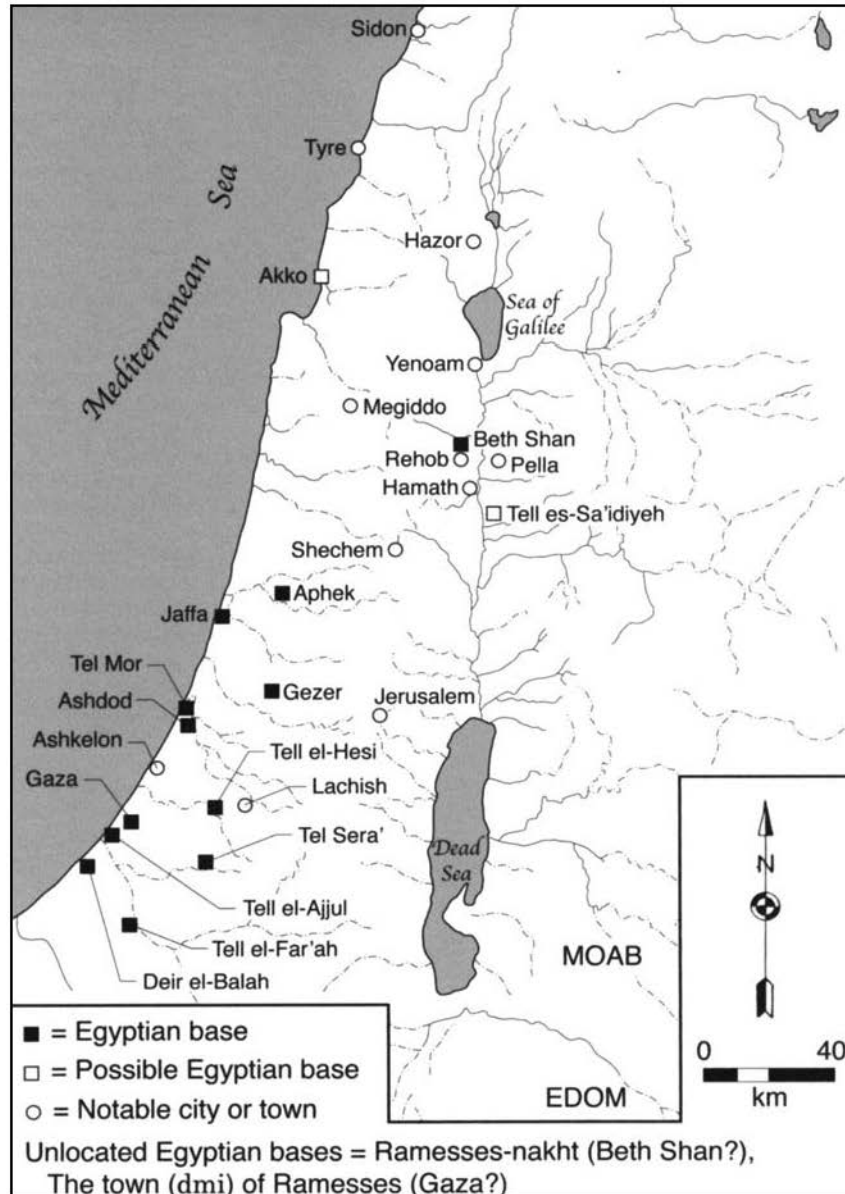 Sidon
Tyre
Mediterranean Sea
Hazor
Akko
Sea of
Galilee
Yenoam
Megiddo
Beth Shan
Rehob
Pella
Hamath
Tell es-Sa'idiyeh
Shechem
Aphek
Jaffa
Tel Mor
Gezer
Jerusalem
Ashdod
Ashkelon
Tell el-Hesi
Gaza
Lachish
Tel Sera'
Dead
Sea
Tell el-Ajjul
Tell el-Far'ah
Deir el-Balah
MOAB
EDOM
N
0 40
km
■ = Egyptian base
□ = Possible Egyptian base
○ = Notable city or town
Unlocated Egyptian bases = Ramesses-nakht (Beth Shan?),
The town (dmi) of Ramesses (Gaza?)